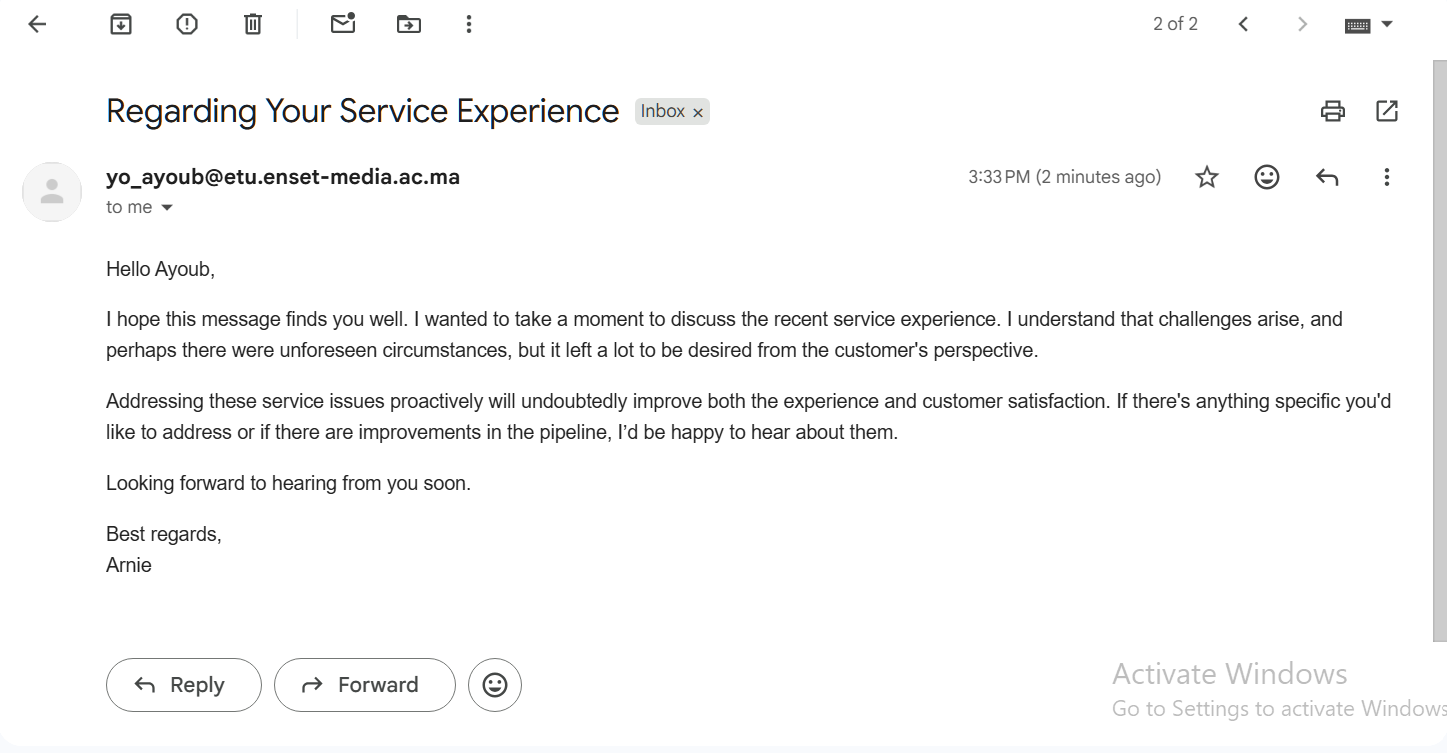 2 of 2
Regarding Your Service Experience Inbox ×
yo_ayoub@etu.enset-media.ac.ma 3:33 PM (2 minutes ago)
to me
Hello Ayoub,
I hope this message finds you well. I wanted to take a moment to discuss the recent service experience. I understand that challenges arise, and
perhaps there were unforeseen circumstances, but it left a lot to be desired from the customer's perspective.
Addressing these service issues proactively will undoubtedly improve both the experience and customer satisfaction. If there's anything specific you'd
like to address or if there are improvements in the pipeline, I’d be happy to hear about them.
Looking forward to hearing from you soon.
Best regards,
Arnie
Reply Forward
Activate Windows
Go to Settings to activate Windows